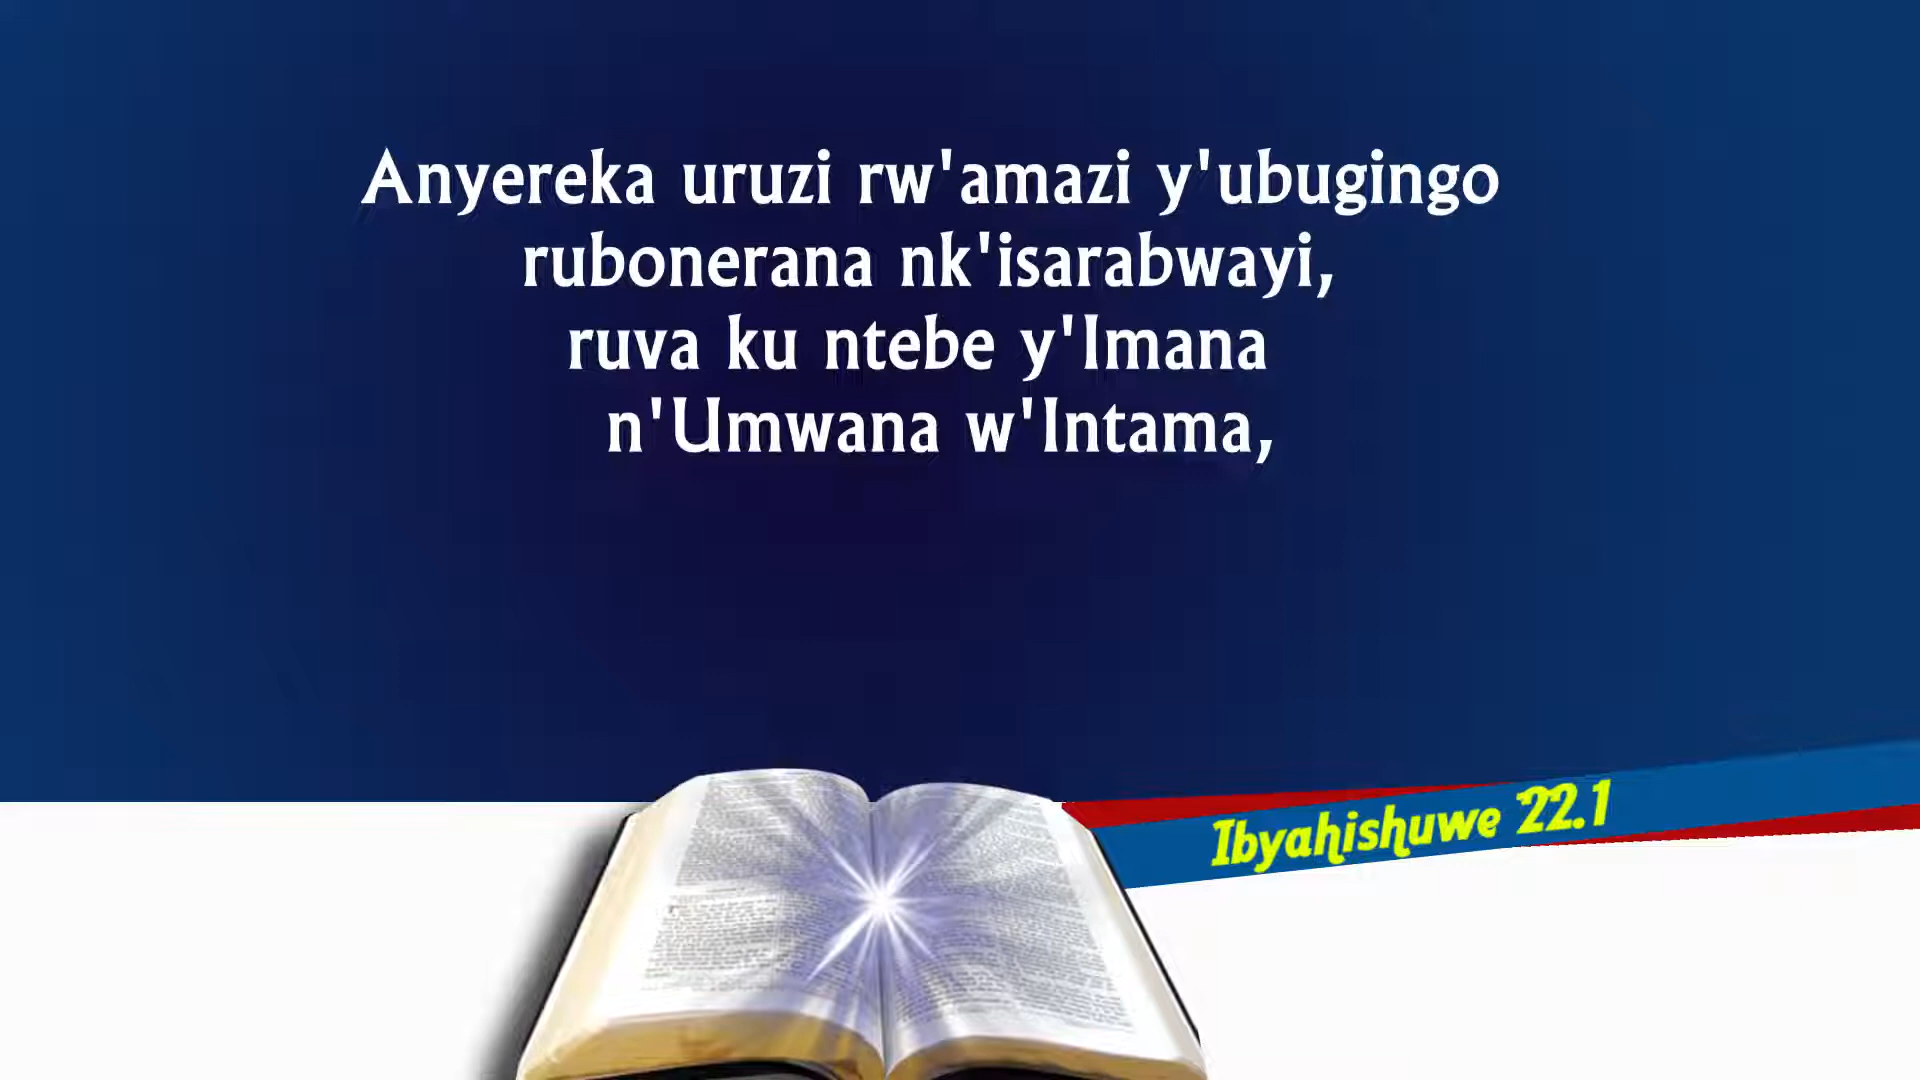 Anyereka uruzi rw'amazi y'ubugingo
rubonerana nk'isarabwayi,
ruva ku ntebe y'Imana
n'Umwana w'Intama,
Ibyahishuwe 22.1